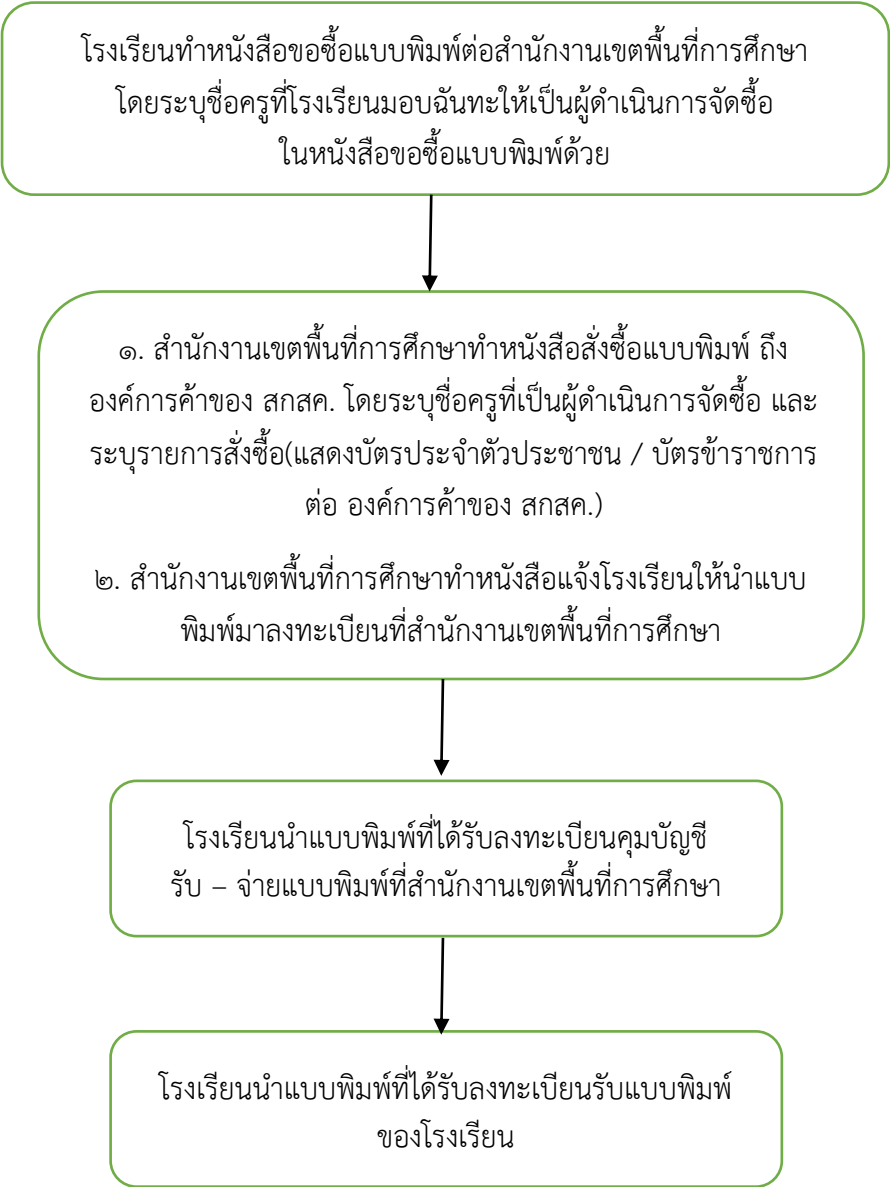 โรงเรียนทำหนังสือขอซื้อแบบพิมพ์ต่อสำนักงานเขตพื้นที่การศึกษา
โดยระบุชื่อครูที่โรงเรียนมอบฉันทะให้เป็นผู้ดำเนินการจัดซื้อ
ในหนังสือขอซื้อแบบพิมพ์ด้วย
๑. สำนักงานเขตพื้นที่การศึกษาทำหนังสือสั่งซื้อแบบพิมพ์ ถึง
องค์การค้าของ สกสค. โดยระบุชื่อครูที่เป็นผู้ดำเนินการจัดซื้อ และ
ระบุรายการสั่งซื้อ(แสดงบัตรประจำตัวประชาชน / บัตรข้าราชการ
ต่อ องค์การค้าของ สกสค.)
๒. สำนักงานเขตพื้นที่การศึกษาทำหนังสือแจ้งโรงเรียนให้นำแบบ
พิมพ์มาลงทะเบียนที่สำนักงานเขตพื้นที่การศึกษา
โรงเรียนนำแบบพิมพ์ที่ได้รับลงทะเบียนคุมบัญชี
รับ – จ่ายแบบพิมพ์ที่สำนักงานเขตพื้นที่การศึกษา
โรงเรียนนำแบบพิมพ์ที่ได้รับลงทะเบียนรับแบบพิมพ์
ของโรงเรียน